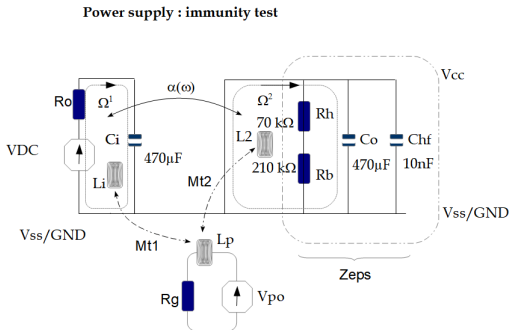 Power supply : immunity test
Vcc
Ro
Ω¹
α(ω)
Ω²
Rh
70 kΩ
Ci
L2
Co
Chf
VDC
470µF
210 kΩ
Rb
470µF
10nF
Li
Mt2
Vss/GND
Vss/GND
Mt1
Lp
Zeps
Rg
Vpo